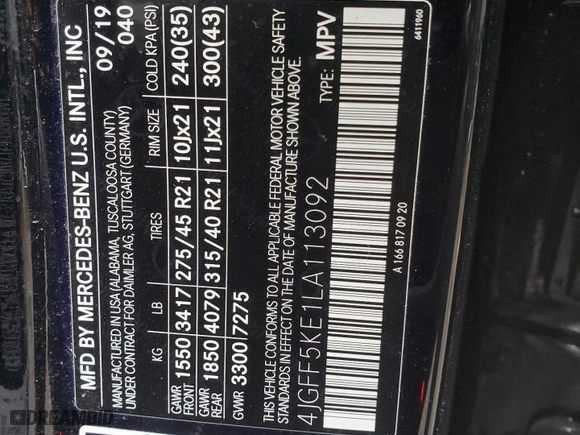 MFD BY MERCEDES-BENZ U.S. INTL., INC 09/19
MANUFACTURED IN USA (ALABAMA, TUSCALOOSA COUNTY) 040
UNDER CONTRACT FOR DAIMLER AG, STUTTGART (GERMANY)
KG LB TIRES RIM SIZE COLD KPA (PSI)
GAWR FRONT 1550 3417 275/45 R21 10Jx21 240(35)
GAWR REAR 1850 4079 315/40 R21 11Jx21 300(43)
GVWR 3300 7275
THIS VEHICLE CONFORMS TO ALL APPLICABLE FEDERAL MOTOR VEHICLE SAFETY
STANDARDS IN EFFECT ON THE DATE OF MANUFACTURE SHOWN ABOVE.
4JGFF5KE1LA113092 TYPE: MPV
A 166 817 09 20
6411960
DREAMBID